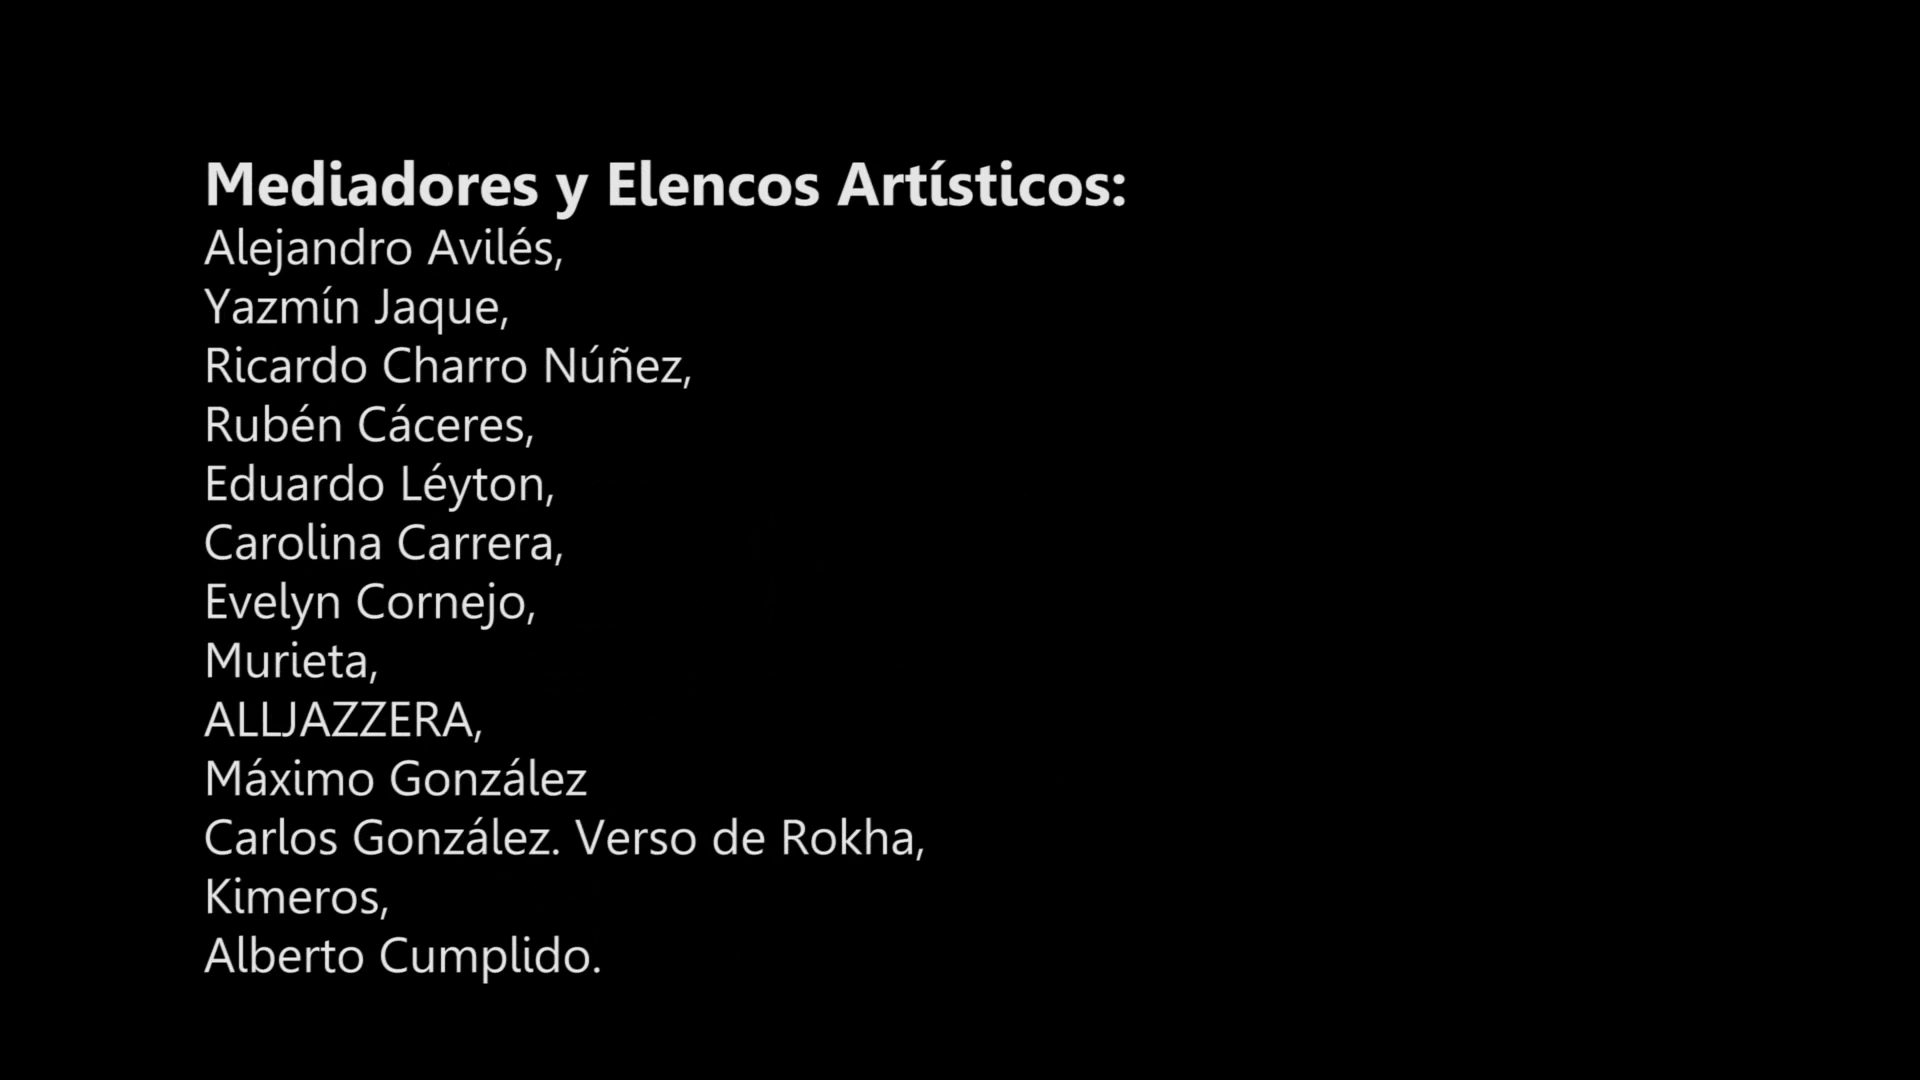 Mediadores y Elencos Artísticos:
Alejandro Avilés,
Yazmín Jaque,
Ricardo Charro Núñez,
Rubén Cáceres,
Eduardo Léyton,
Carolina Carrera,
Evelyn Cornejo,
Murieta,
ALLJAZZERA,
Máximo González
Carlos González. Verso de Rokha,
Kimeros,
Alberto Cumplido.